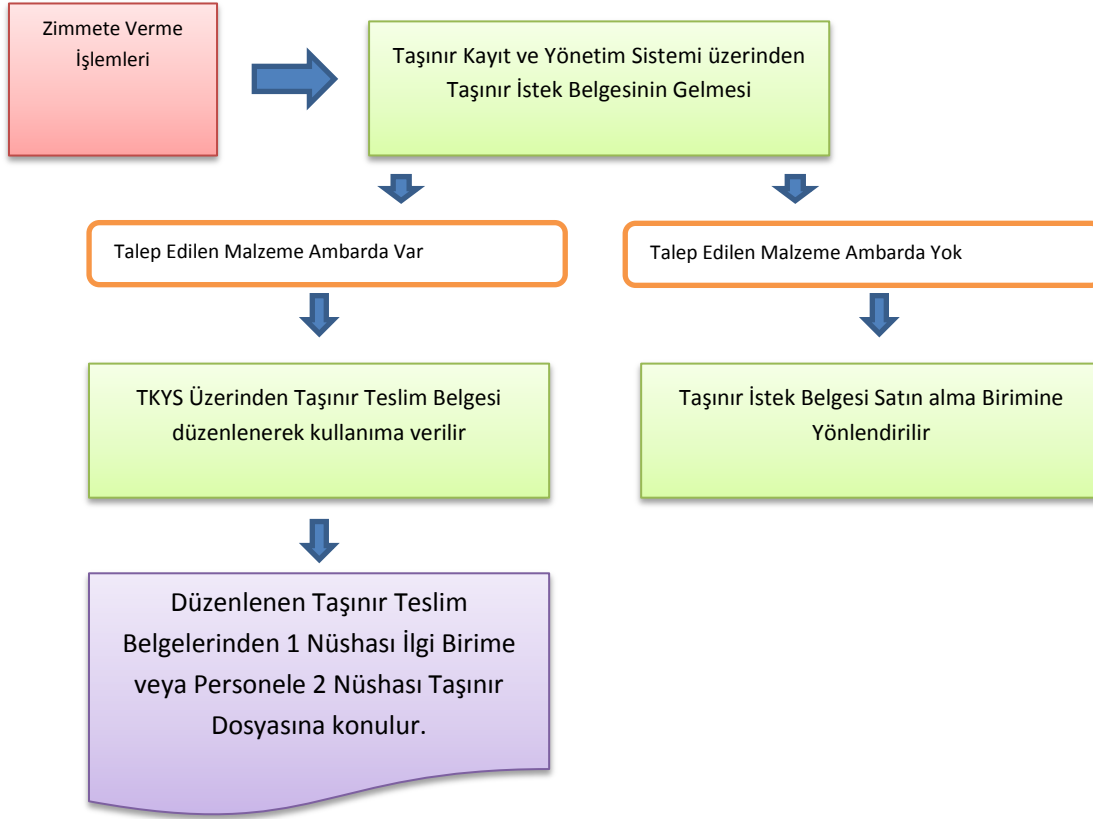 Zimmete Verme
İşlemleri
Taşınır Kayıt ve Yönetim Sistemi üzerinden
Taşınır İstek Belgesinin Gelmesi
Talep Edilen Malzeme Ambarda Var
Talep Edilen Malzeme Ambarda Yok
TKYS Üzerinden Taşınır Teslim Belgesi
düzenlenerek kullanıma verilir
Taşınır İstek Belgesi Satın alma Birimine
Yönlendirilir
Düzenlenen Taşınır Teslim
Belgelerinden 1 Nüshası İlgi Birime
veya Personele 2 Nüshası Taşınır
Dosyasına konulur.